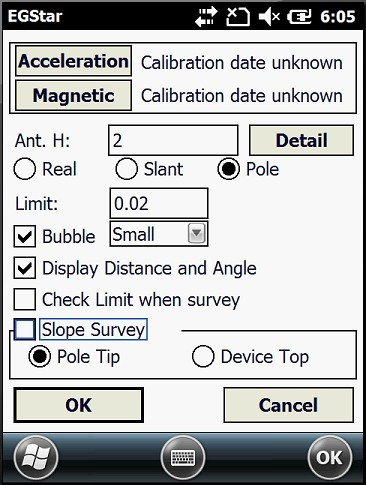 EGStar 6:05
Acceleration Calibration date unknown
Magnetic Calibration date unknown
Ant. H: 2 Detail
Real Slant Pole
Limit: 0.02
Bubble Small
Display Distance and Angle
Check Limit when survey
Slope Survey
Pole Tip Device Top
OK Cancel
OK